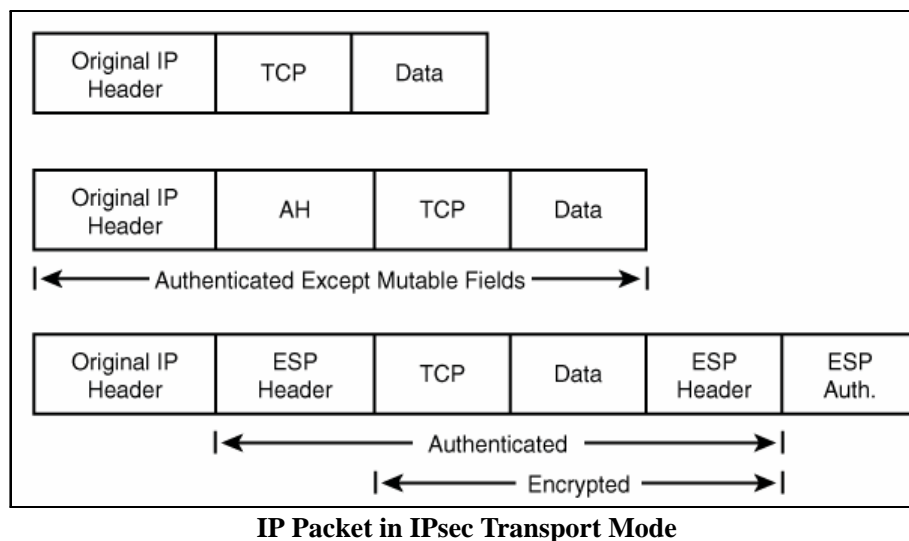 Original IP
Header
TCP
Data
Original IP
Header
AH
TCP
Data
Authenticated Except Mutable Fields
Original IP
Header
ESP
Header
TCP
Data
ESP
Header
ESP
Auth.
Authenticated
Encrypted
IP Packet in IPsec Transport Mode